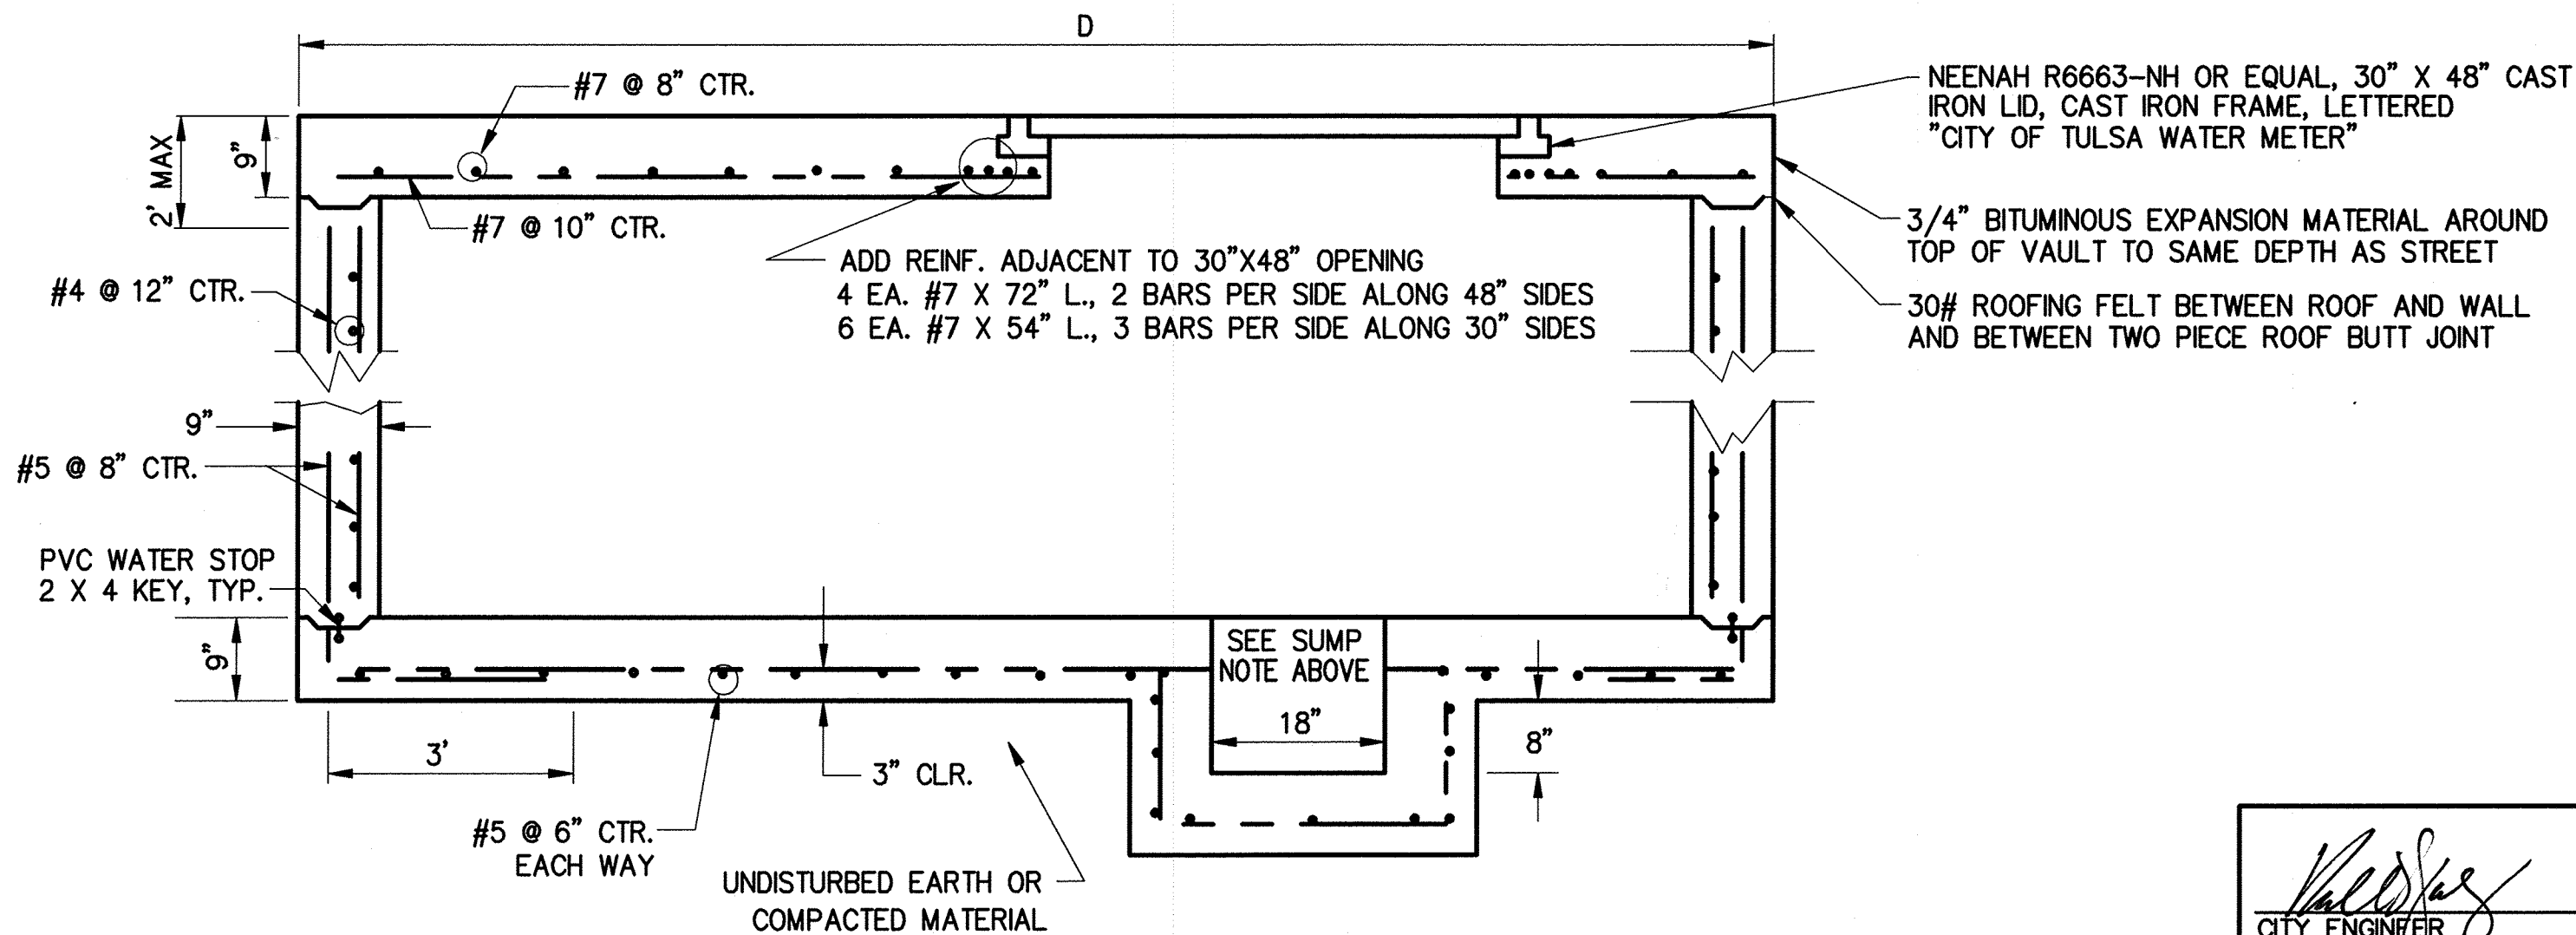 D
#7 @ 8" CTR.
NEENAH R6663-NH OR EQUAL, 30" X 48" CAST
IRON LID, CAST IRON FRAME, LETTERED
"CITY OF TULSA WATER METER"
2' MAX
9"
#7 @ 10" CTR.
3/4" BITUMINOUS EXPANSION MATERIAL AROUND
TOP OF VAULT TO SAME DEPTH AS STREET
ADD REINF. ADJACENT TO 30"X48" OPENING
4 EA. #7 X 72" L., 2 BARS PER SIDE ALONG 48" SIDES
6 EA. #7 X 54" L., 3 BARS PER SIDE ALONG 30" SIDES
#4 @ 12" CTR.
30# ROOFING FELT BETWEEN ROOF AND WALL
AND BETWEEN TWO PIECE ROOF BUTT JOINT
9"
#5 @ 8" CTR.
PVC WATER STOP
2 X 4 KEY, TYP.
9"
SEE SUMP
NOTE ABOVE
18"
8"
3'
3" CLR.
#5 @ 6" CTR.
EACH WAY
UNDISTURBED EARTH OR
COMPACTED MATERIAL
CITY ENGINEER